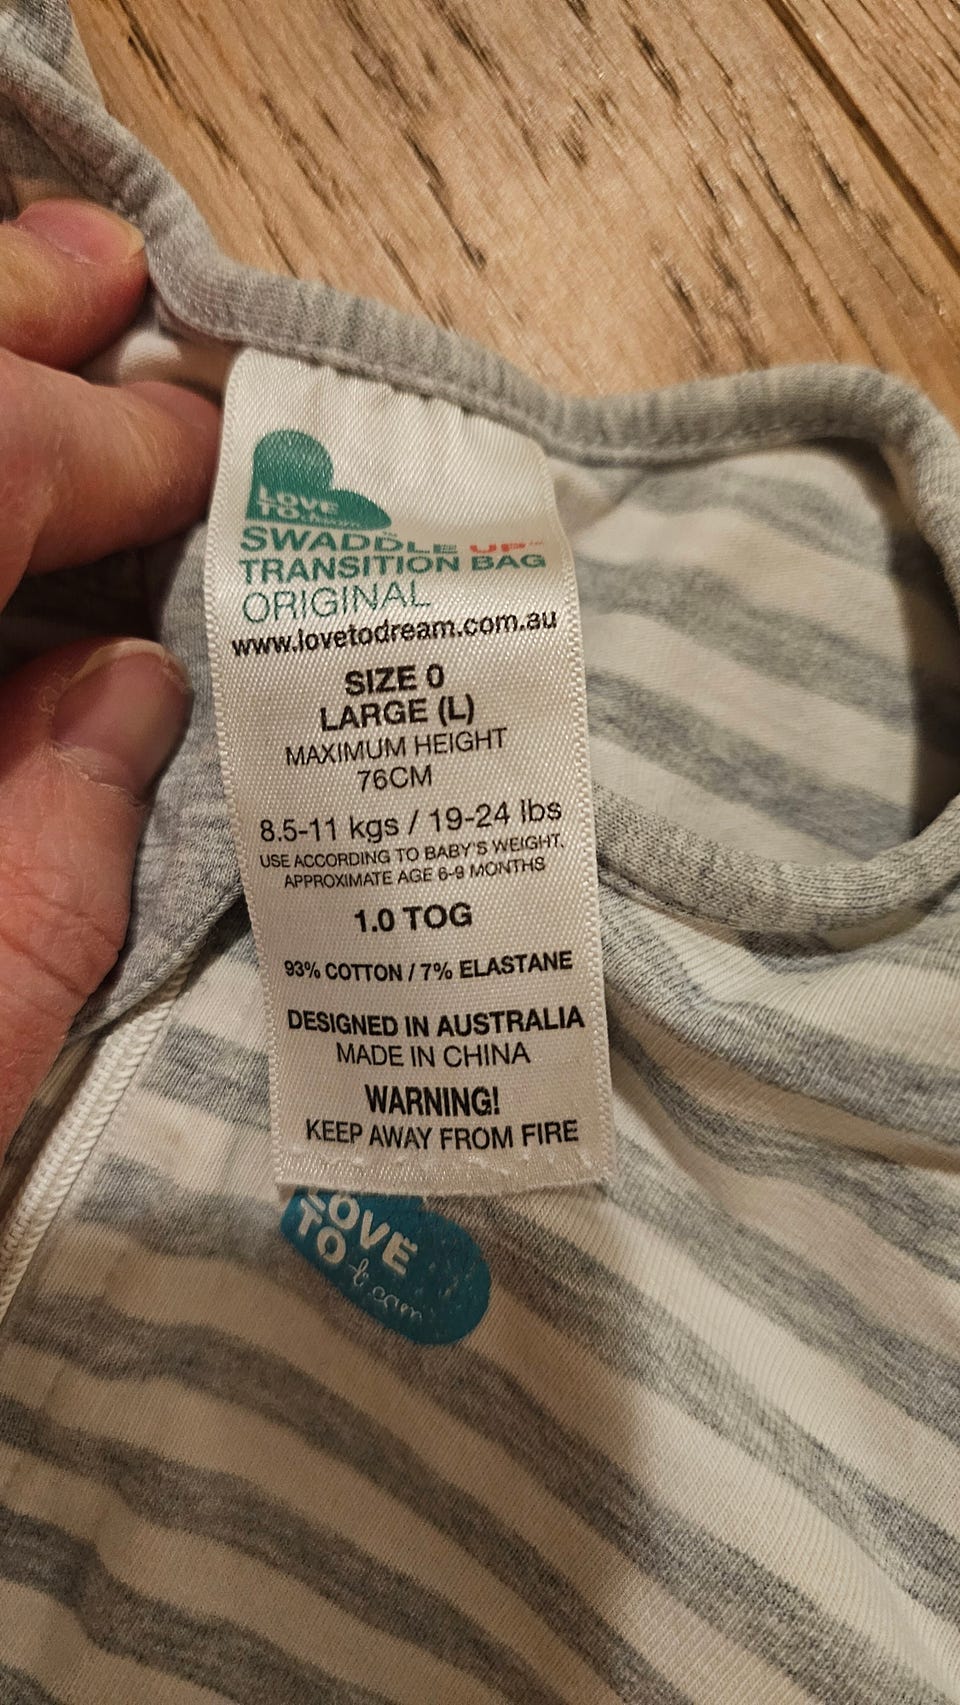 LOVE
TO dream
SWADDLE UP™
TRANSITION BAG
ORIGINAL
www.lovetodream.com.au
SIZE 0
LARGE (L)
MAXIMUM HEIGHT
76CM
8.5-11 kgs / 19-24 lbs
USE ACCORDING TO BABY'S WEIGHT.
APPROXIMATE AGE 6-9 MONTHS
1.0 TOG
93% COTTON / 7% ELASTANE
DESIGNED IN AUSTRALIA
MADE IN CHINA
WARNING!
KEEP AWAY FROM FIRE
LOVE
TO